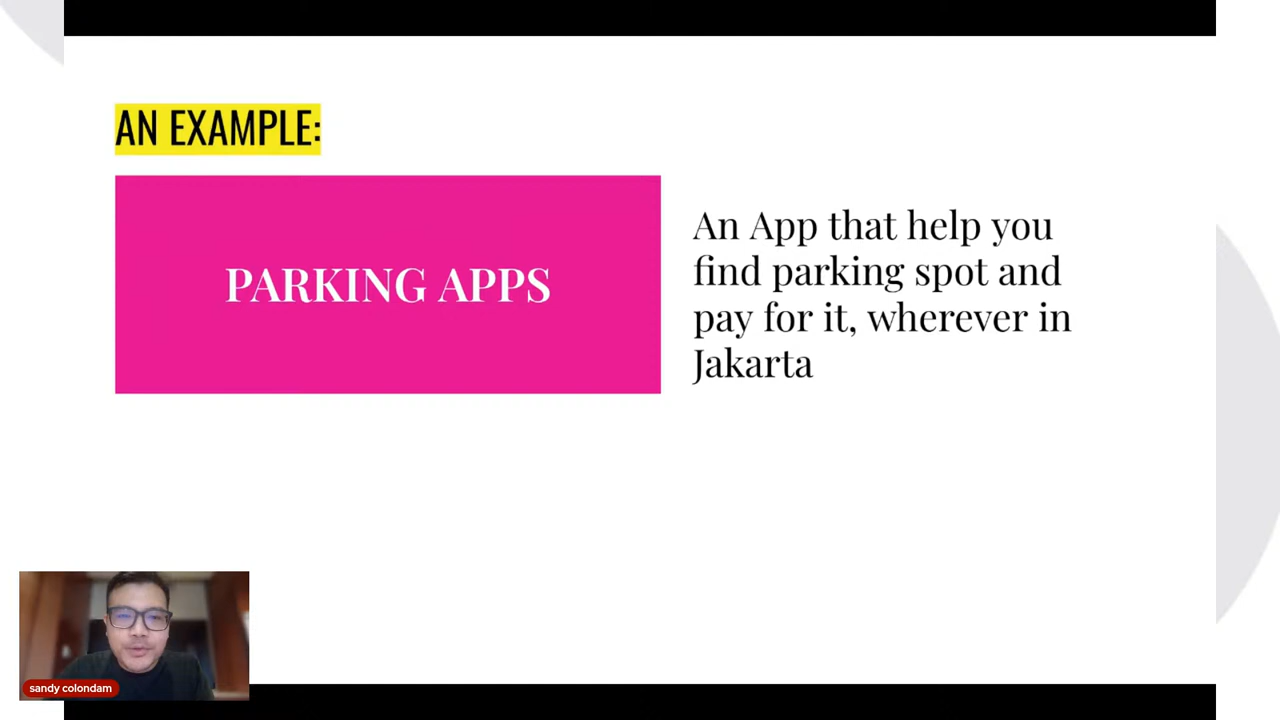 AN EXAMPLE:
PARKING APPS
An App that help you
find parking spot and
pay for it, wherever in
Jakarta
sandy colondam